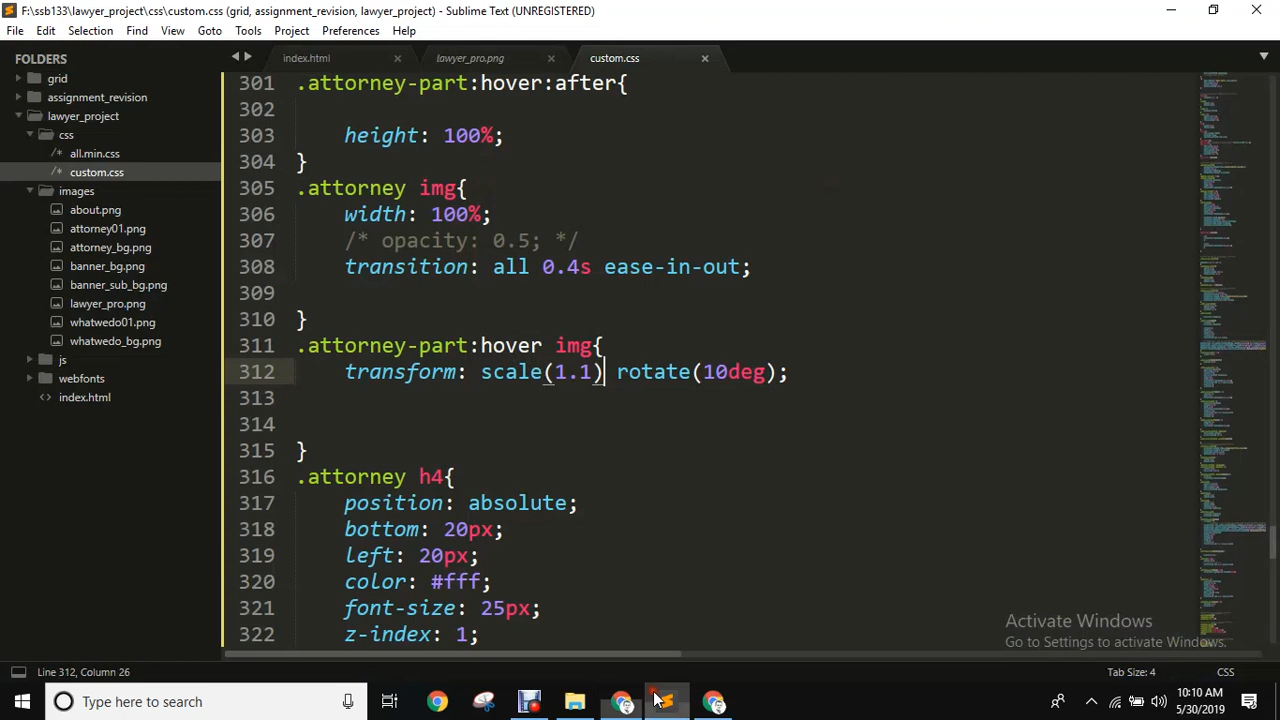 F:\ssb133\lawyer_project\css\custom.css (grid, assignment_revision, lawyer_project) - Sublime Text (UNREGISTERED)
File Edit Selection Find View Goto Tools Project Preferences Help
FOLDERS
grid
assignment_revision
lawyer_project
css
/* all.min.css
/* custom.css
images
about.png
attorney01.png
attorney_bg.png
banner_bg.png
banner_sub_bg.png
lawyer_pro.png
whatwedo01.png
whatwedo_bg.png
js
webfonts
<> index.html
index.html lawyer_pro.png custom.css
301 .attorney-part:hover:after{
302
303 height: 100%;
304 }
305 .attorney img{
306 width: 100%;
307 /* opacity: 0.5; */
308 transition: all 0.4s ease-in-out;
309
310 }
311 .attorney-part:hover img{
312 transform: scale(1.1) rotate(10deg);
313
314
315 }
316 .attorney h4{
317 position: absolute;
318 bottom: 20px;
319 left: 20px;
320 color: #fff;
321 font-size: 25px;
322 z-index: 1;
Activate Windows
Go to Settings to activate Windows.
Line 312, Column 26 Tab Size: 4 CSS
Type here to search
10:10 AM
5/30/2019